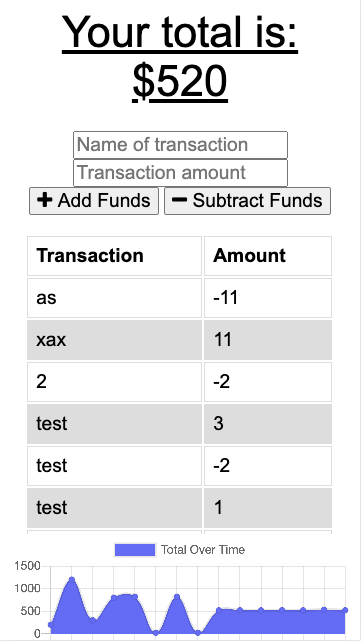 Your total is:
$520
Name of transaction
Transaction amount
Add Funds Subtract Funds
Transaction Amount
as -11
xax 11
2 -2
test 3
test -2
test 1
Total Over Time
1500
1000
500
0